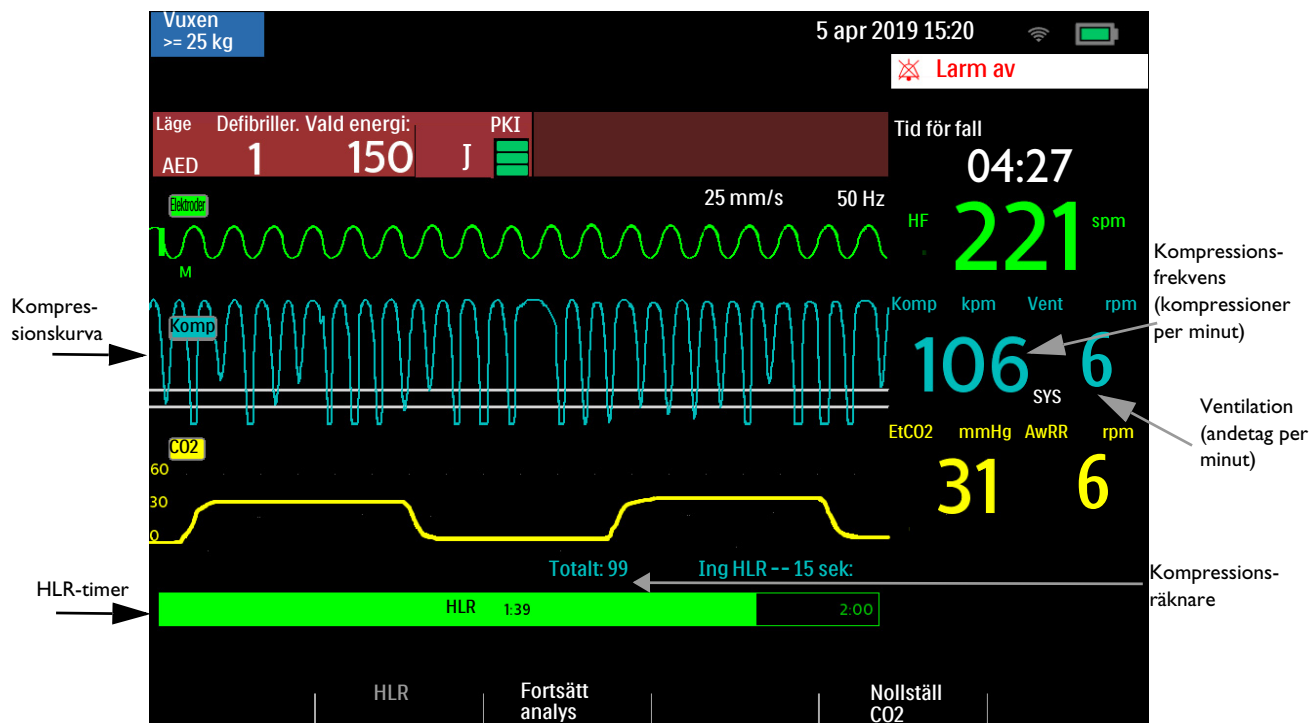 Vuxen
>= 25 kg
5 apr 2019 15:20
Larm av
Läge Defibriller. Vald energi: PKI
AED 1 150 J
Tid för fall
04:27
Elektroder
25 mm/s 50 Hz
M
HF 221 spm
Kompres-
sionskurva
Komp
Komp kpm Vent rpm
106 6
SYS
Kompressions-
frekvens
(kompressioner
per minut)
Ventilation
(andetag per
minut)
CO2
60
30
0
EtCO2 mmHg AwRR rpm
31 6
Totalt: 99 Ing HLR -- 15 sek:
Kompressions-
räknare
HLR-timer
HLR 1:39 2:00
HLR
Fortsätt
analys
Nollställ
CO2